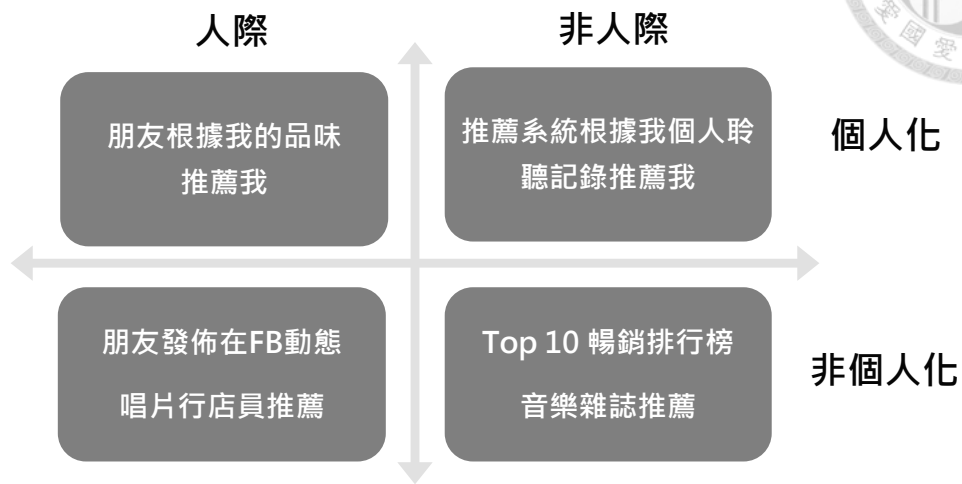 人際
非人際
愛國愛
朋友根據我的品味
推薦我
推薦系統根據我個人聆
聽記錄推薦我
個人化
朋友發佈在FB動態
唱片行店員推薦
Top 10 暢銷排行榜
音樂雜誌推薦
非個人化